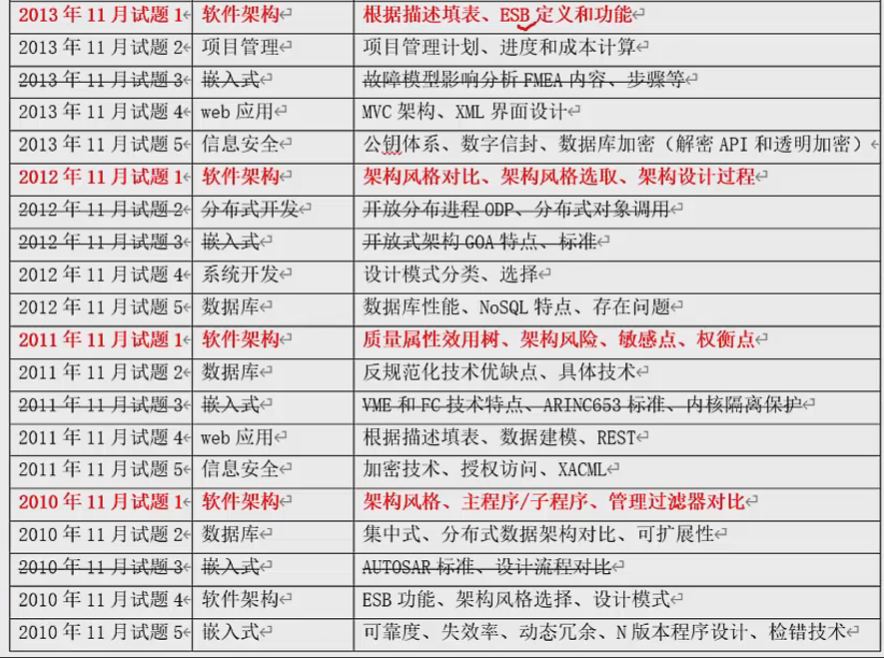 2013 年 11 月试题 1 软件架构 根据描述填表、ESB 定义和功能
2013 年 11 月试题 2 项目管理 项目管理计划、进度和成本计算
2013 年 11 月试题 3 嵌入式 故障模型影响分析 FMEA 内容、步骤等
2013 年 11 月试题 4 web 应用 MVC 架构、XML 界面设计
2013 年 11 月试题 5 信息安全 公钥体系、数字信封、数据库加密（解密 API 和透明加密）
2012 年 11 月试题 1 软件架构 架构风格对比、架构风格选取、架构设计过程
2012 年 11 月试题 2 分布式开发 开放分布进程 ODP、分布式对象调用
2012 年 11 月试题 3 嵌入式 开放式架构 GOA 特点、标准
2012 年 11 月试题 4 系统开发 设计模式分类、选择
2012 年 11 月试题 5 数据库 数据库性能、NoSQL 特点、存在问题
2011 年 11 月试题 1 软件架构 质量属性效用树、架构风险、敏感点、权衡点
2011 年 11 月试题 2 数据库 反规范化技术优缺点、具体技术
2011 年 11 月试题 3 嵌入式 VME 和 FC 技术特点、ARINC653 标准、内核隔离保护
2011 年 11 月试题 4 web 应用 根据描述填表、数据建模、REST
2011 年 11 月试题 5 信息安全 加密技术、授权访问、XACML
2010 年 11 月试题 1 软件架构 架构风格、主程序/子程序、管理过滤器对比
2010 年 11 月试题 2 数据库 集中式、分布式数据架构对比、可扩展性
2010 年 11 月试题 3 嵌入式 AUTOSAR 标准、设计流程对比
2010 年 11 月试题 4 软件架构 ESB 功能、架构风格选择、设计模式
2010 年 11 月试题 5 嵌入式 可靠度、失效率、动态冗余、N 版本程序设计、检错技术